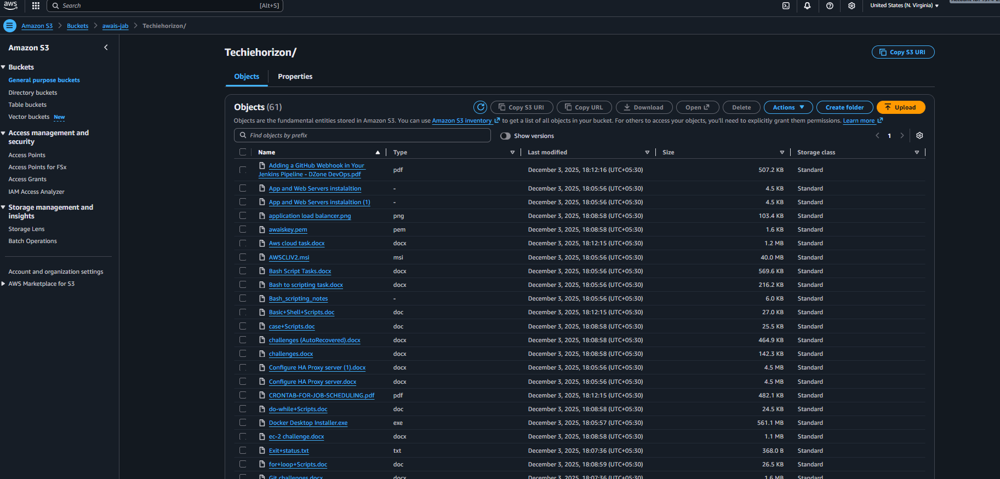 aws
Search
[Alt+S]
United States (N. Virginia)
Amazon S3
Buckets
awais-jab
Techiehorizon/
Amazon S3
Buckets
General purpose buckets
Directory buckets
Table buckets
Vector buckets New
Access management and
security
Access Points
Access Points for FSx
Access Grants
IAM Access Analyzer
Storage management and
insights
Storage Lens
Batch Operations
Account and organization settings
AWS Marketplace for S3
Techiehorizon/
Copy S3 URI
Objects Properties
Objects (61)
Copy S3 URI Copy URL Download Open Delete Actions Create folder Upload
Objects are the fundamental entities stored in Amazon S3. You can use Amazon S3 inventory to get a list of all objects in your bucket. For others to access your objects, you'll need to explicitly grant them permissions. Learn more
Find objects by prefix
Show versions
1
Name Type Last modified Size Storage class
Adding a GitHub Webhook in Your
Jenkins Pipeline - DZone DevOps.pdf pdf December 3, 2025, 18:12:16 (UTC+05:30) 507.2 KB Standard
App and Web Servers instalaltion - December 3, 2025, 18:05:56 (UTC+05:30) 4.5 KB Standard
App and Web Servers instalaltion (1) - December 3, 2025, 18:05:56 (UTC+05:30) 4.5 KB Standard
application load balancer.png png December 3, 2025, 18:08:58 (UTC+05:30) 103.4 KB Standard
awaiskey.pem pem December 3, 2025, 18:08:58 (UTC+05:30) 1.6 KB Standard
Aws cloud task.docx docx December 3, 2025, 18:12:15 (UTC+05:30) 1.2 MB Standard
AWSCLIV2.msi msi December 3, 2025, 18:05:56 (UTC+05:30) 40.0 MB Standard
Bash Script Tasks.docx docx December 3, 2025, 18:05:56 (UTC+05:30) 569.6 KB Standard
Bash to scripting task.docx docx December 3, 2025, 18:05:56 (UTC+05:30) 216.2 KB Standard
Bash_scripting_notes - December 3, 2025, 18:05:56 (UTC+05:30) 6.0 KB Standard
Basic+Shell+Scripts.doc doc December 3, 2025, 18:12:15 (UTC+05:30) 27.0 KB Standard
case+Scripts.doc doc December 3, 2025, 18:08:58 (UTC+05:30) 25.5 KB Standard
challenges (AutoRecovered).docx docx December 3, 2025, 18:08:58 (UTC+05:30) 464.9 KB Standard
challenges.docx docx December 3, 2025, 18:08:58 (UTC+05:30) 142.3 KB Standard
Configure HA Proxy server (1).docx docx December 3, 2025, 18:05:56 (UTC+05:30) 4.5 MB Standard
Configure HA Proxy server.docx docx December 3, 2025, 18:05:56 (UTC+05:30) 4.5 MB Standard
CRONTAB-FOR-JOB-SCHEDULING.pdf pdf December 3, 2025, 18:12:15 (UTC+05:30) 482.1 KB Standard
do-while+Scripts.doc doc December 3, 2025, 18:08:58 (UTC+05:30) 24.5 KB Standard
Docker Desktop Installer.exe exe December 3, 2025, 18:05:57 (UTC+05:30) 561.1 MB Standard
ec-2 challenge.docx docx December 3, 2025, 18:08:58 (UTC+05:30) 1.1 MB Standard
Exit+status.txt txt December 3, 2025, 18:07:36 (UTC+05:30) 368.0 B Standard
for+loop+Scripts.doc doc December 3, 2025, 18:08:59 (UTC+05:30) 26.5 KB Standard
Git challenges.docx docx December 3, 2025, 18:07:36 (UTC+05:30) 1.6 MB Standard